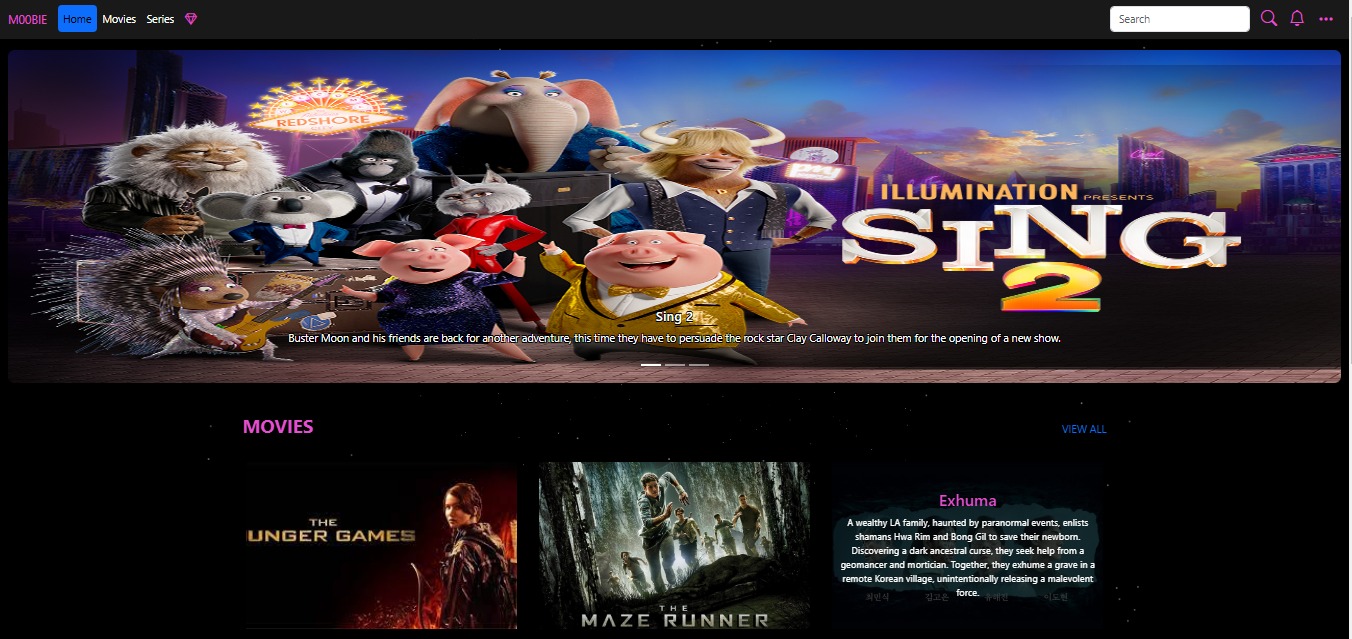 M00BIE Home Movies Series Search
REDSHORE
CITY
ILLUMINATION PRESENTS
SING
2
Sing 2
Buster Moon and his friends are back for another adventure, this time they have to persuade the rock star Clay Calloway to join them for the opening of a new show.
MOVIES VIEW ALL
THE
UNGER GAMES
THE
MAZE RUNNER
Exhuma
A wealthy LA family, haunted by paranormal events, enlists
shamans Hwa Rim and Bong Gil to save their newborn.
Discovering a dark ancestral curse, they seek help from a
geomancer and mortician. Together, they exhume a grave in a
remote Korean village, unintentionally releasing a malevolent
force.
최민식 김고은 유해진 이도현